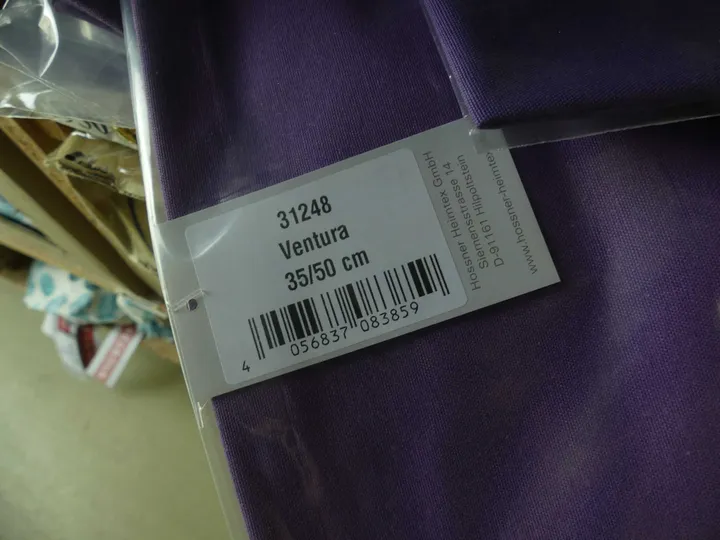 31248
Ventura
35/50 cm
4 056837 083859
Hossner Heimtex GmbH
Siemensstrasse 14
D-91161 Hilpoltstein
www.hossner-heimtex